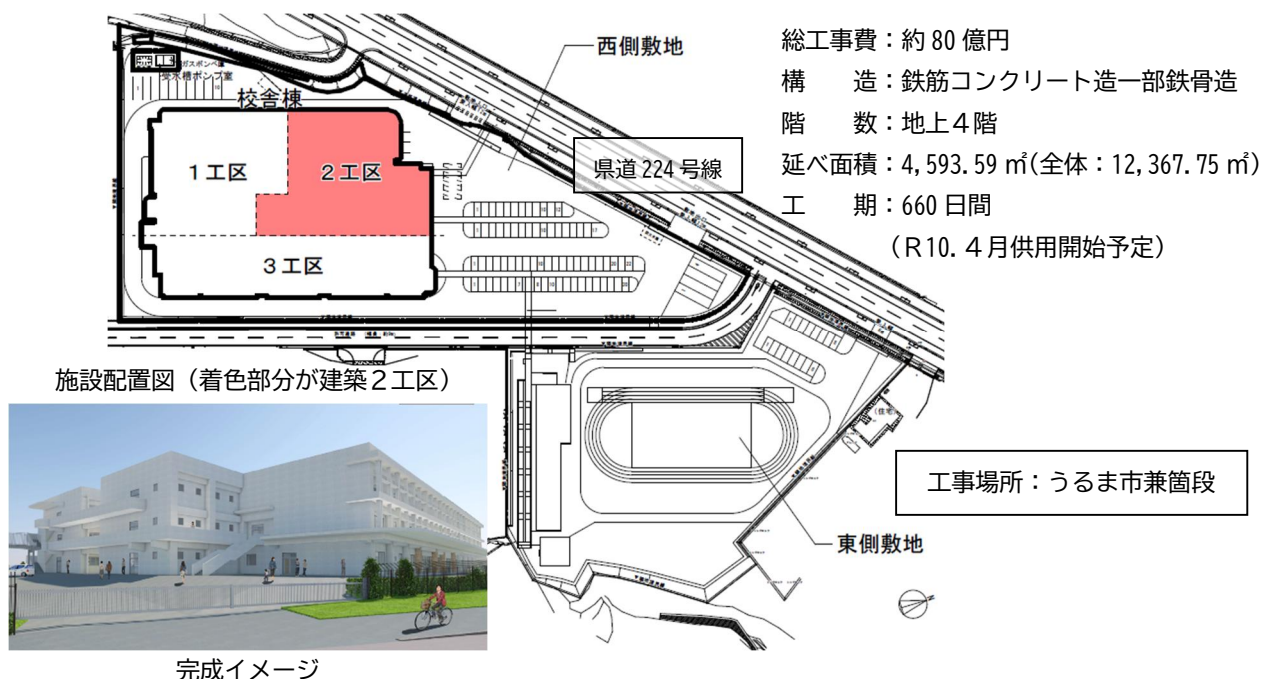 西側敷地
総工事費：約80億円
構　　造：鉄筋コンクリート造一部鉄骨造
階　　数：地上４階
延べ面積：4,593.59 ㎡(全体：12,367.75 ㎡)
工　　期：660日間
（Ｒ10.４月供用開始予定）
受水槽ポンプ室
校舎棟
県道224号線
１工区
２工区
３工区
施設配置図（着色部分が建築２工区）
(住宅)
工事場所：うるま市兼箇段
東側敷地
完成イメージ